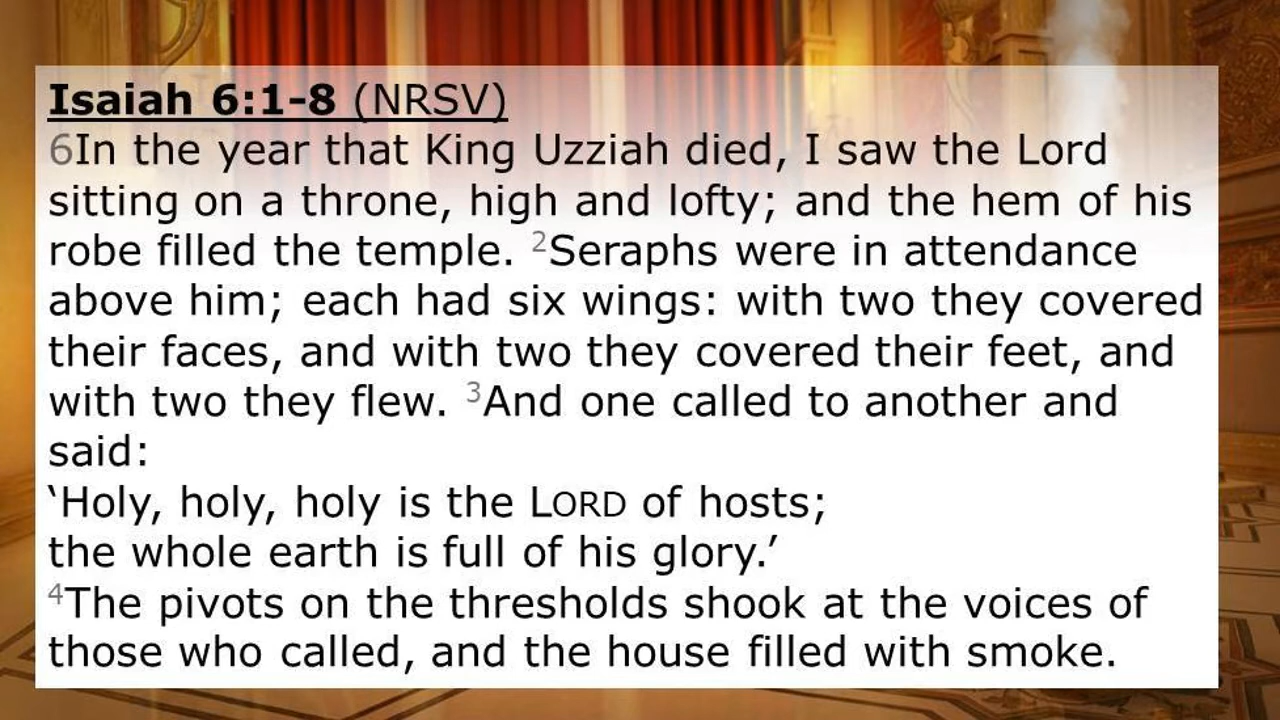 Isaiah 6:1-8 (NRSV)
6In the year that King Uzziah died, I saw the Lord
sitting on a throne, high and lofty; and the hem of his
robe filled the temple. 2Seraphs were in attendance
above him; each had six wings: with two they covered
their faces, and with two they covered their feet, and
with two they flew. 3And one called to another and
said:
‘Holy, holy, holy is the LORD of hosts;
the whole earth is full of his glory.’
4The pivots on the thresholds shook at the voices of
those who called, and the house filled with smoke.